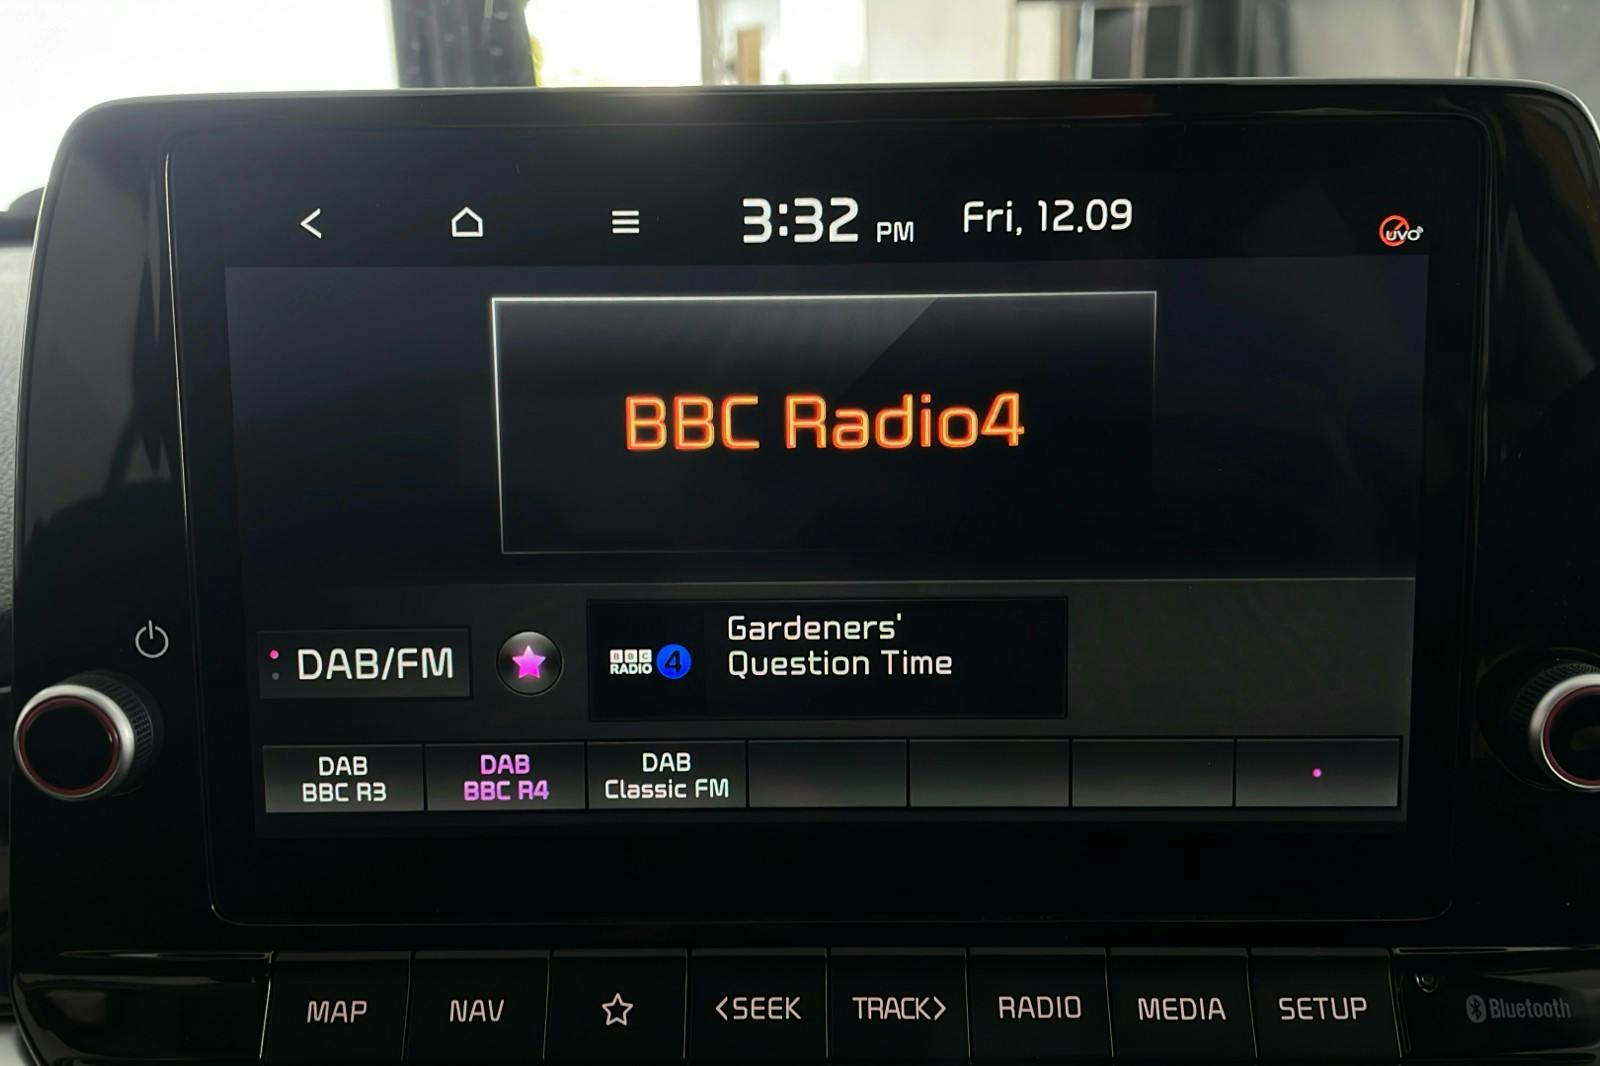 3:32 PM Fri, 12.09
UVO
BBC Radio4
DAB/FM
BBC
RADIO 4
Gardeners'
Question Time
DAB
BBC R3
DAB
BBC R4
DAB
Classic FM
MAP NAV <SEEK TRACK> RADIO MEDIA SETUP Bluetooth